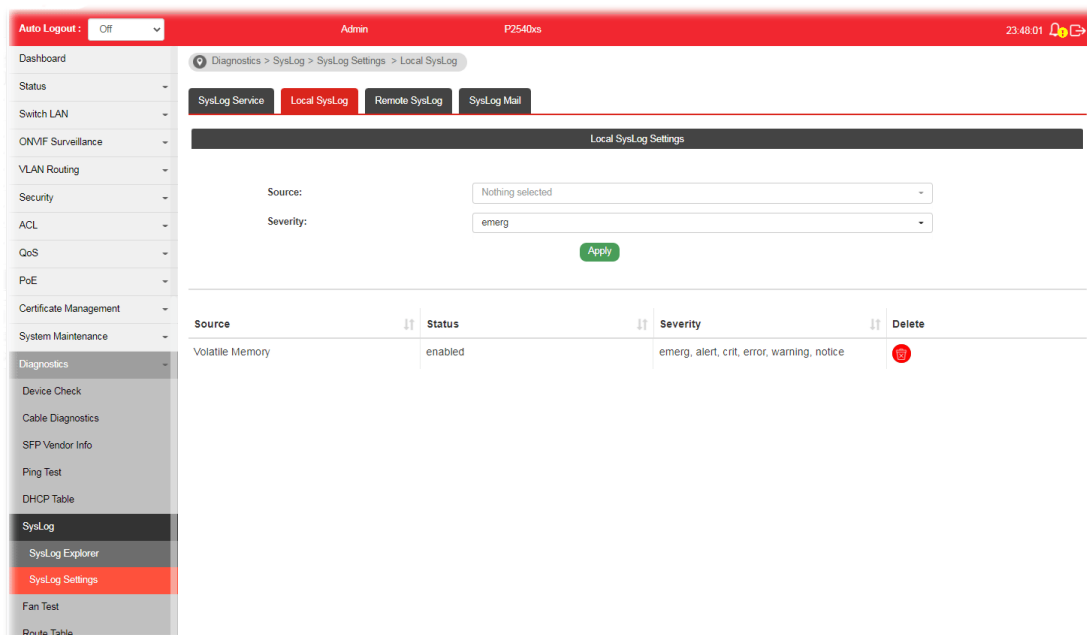 Auto Logout : Off Admin P2540xs 23:48:01
Dashboard
Status
Switch LAN
ONVIF Surveillance
VLAN Routing
Security
ACL
QoS
PoE
Certificate Management
System Maintenance
Diagnostics
Device Check
Cable Diagnostics
SFP Vendor Info
Ping Test
DHCP Table
SysLog
SysLog Explorer
SysLog Settings
Fan Test
Route Table
Diagnostics > SysLog > SysLog Settings > Local SysLog
SysLog Service Local SysLog Remote SysLog SysLog Mail
Local SysLog Settings
Source: Nothing selected
Severity: emerg
Apply
Source Status Severity Delete
Volatile Memory enabled emerg, alert, crit, error, warning, notice